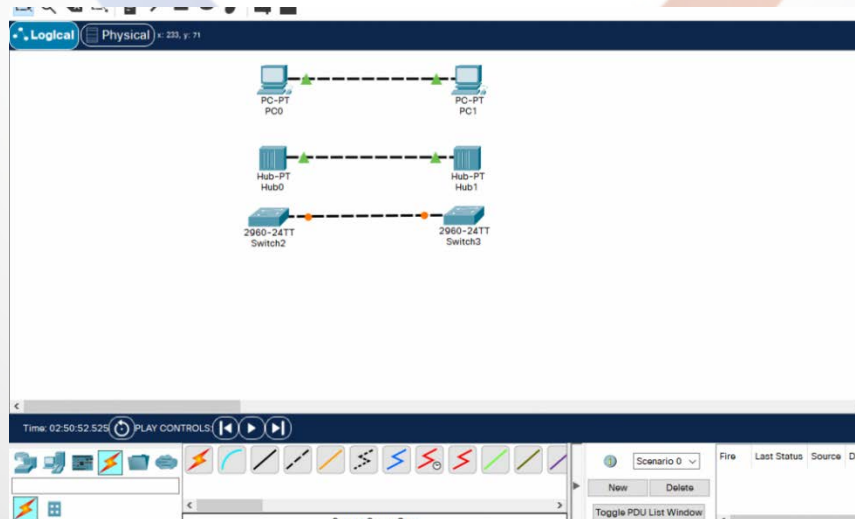 Logical Physical x: 233, y: 71
PC-PT PC-PT
PC0 PC1
Hub-PT Hub-PT
Hub0 Hub1
2960-24TT 2960-24TT
Switch2 Switch3
Time: 02:50:52.525 PLAY CONTROLS:
Scenario 0 Fire Last Status Source D
New Delete
Toggle PDU List Window